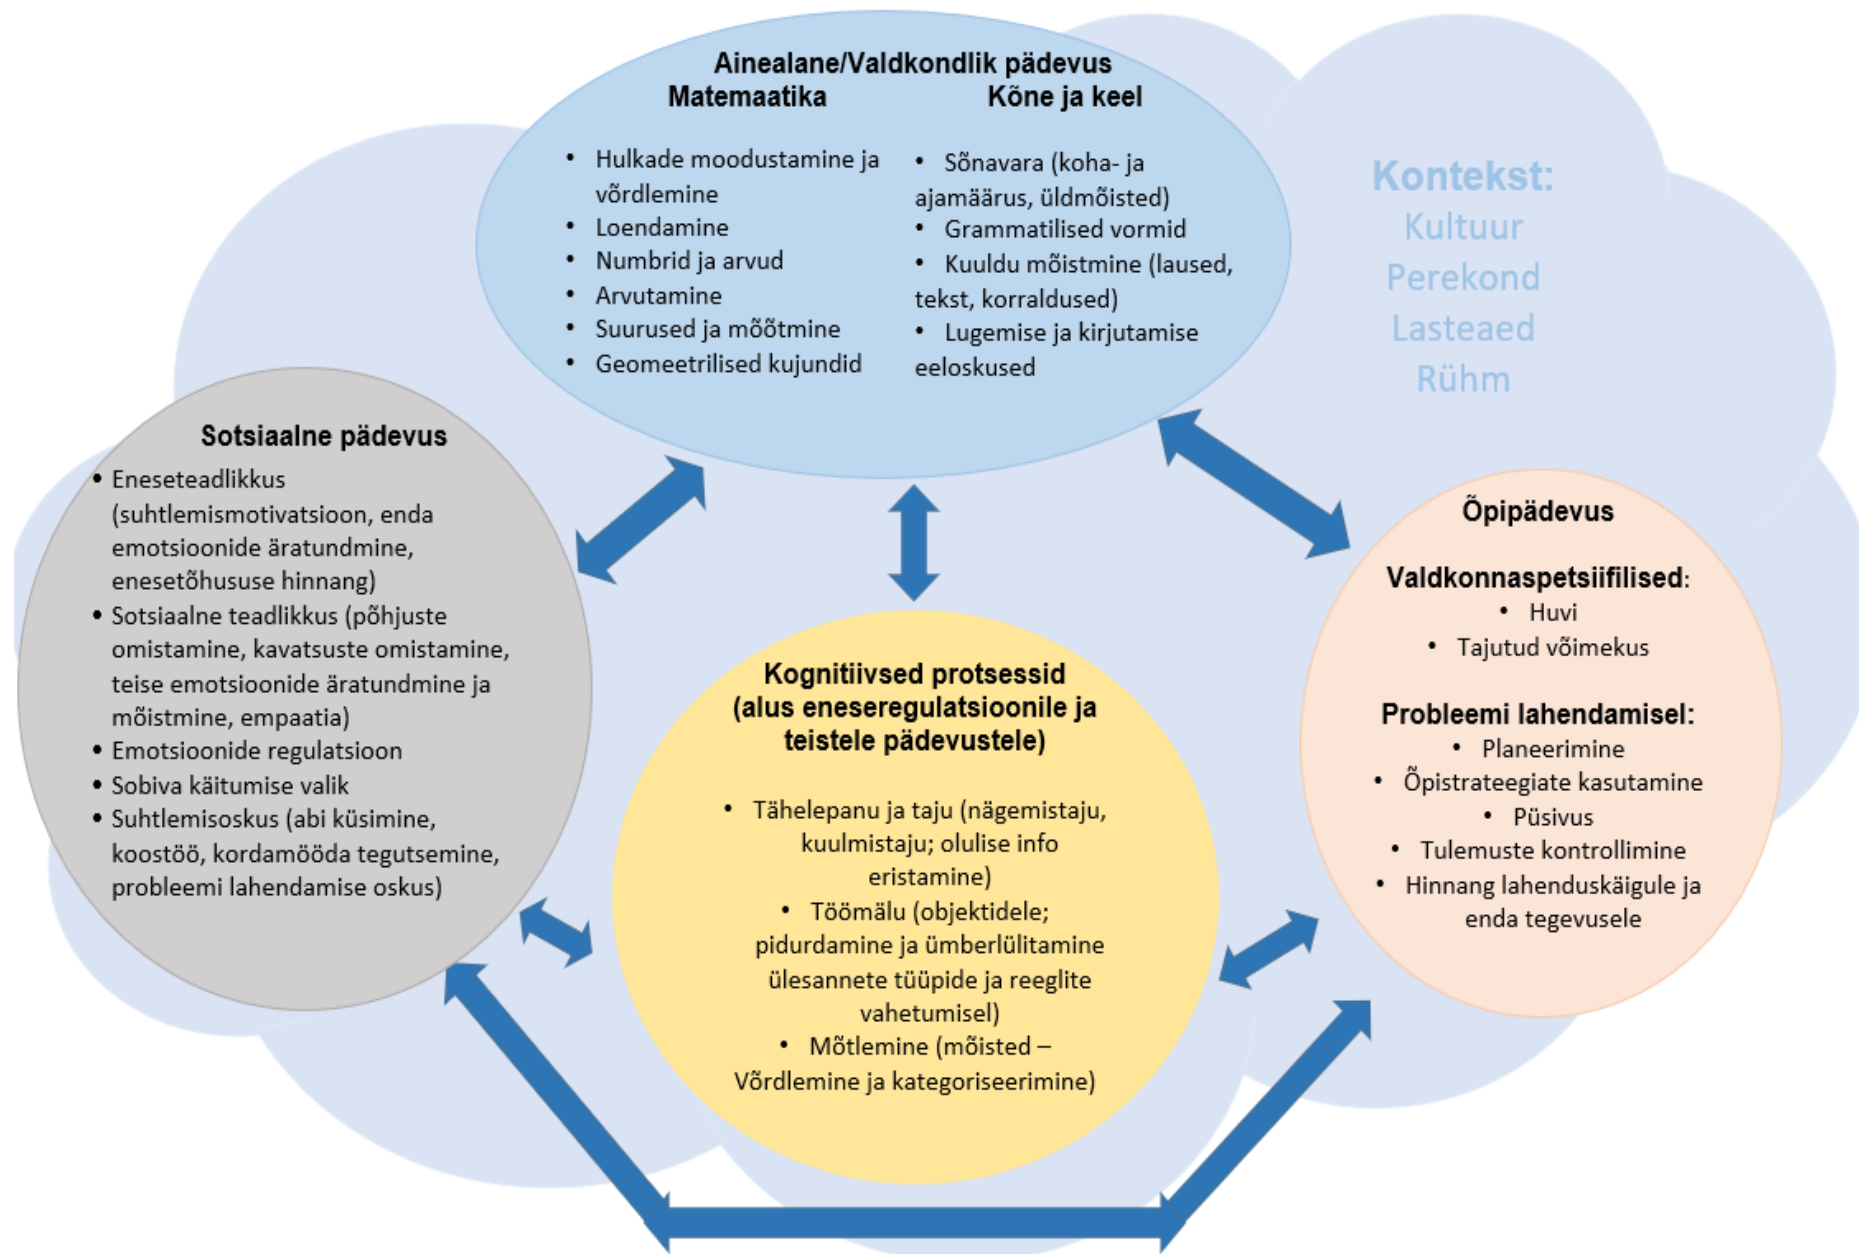 Ainealane/Valdkondlik pädevus
Matemaatika
Kõne ja keel
• Hulkade moodustamine ja
võrdlemine
• Loendamine
• Numbrid ja arvud
• Arvutamine
• Suurused ja mõõtmine
• Geomeetrilised kujundid
• Sõnavara (koha- ja
ajamäärus, üldmõisted)
• Grammatilised vormid
• Kuuldu mõistmine (laused,
tekst, korraldused)
• Lugemise ja kirjutamise
eeloskused
Kontekst:
Kultuur
Perekond
Lasteaed
Rühm
Sotsiaalne pädevus
• Eneseteadlikkus
(suhtlemismotivatsioon, enda
emotsioonide äratundmine,
enesetõhususe hinnang)
• Sotsiaalne teadlikkus (põhjuste
omistamine, kavatsuste omistamine,
teise emotsioonide äratundmine ja
mõistmine, empaatia)
• Emotsioonide regulatsioon
• Sobiva käitumise valik
• Suhtlemisoskus (abi küsimine,
koostöö, kordamööda tegutsemine,
probleemi lahendamise oskus)
Kognitiivsed protsessid
(alus eneseregulatsioonile ja
teistele pädevustele)
• Tähelepanu ja taju (nägemistaju,
kuulmistaju; olulise info
eristamine)
• Töömälu (objektidele;
pidurdamine ja ümberlülitamine
ülesannete tüüpide ja reeglite
vahetumisel)
• Mõtlemine (mõisted –
Võrdlemine ja kategoriseerimine)
Õpipädevus
Valdkonnaspetsiifilised:
• Huvi
• Tajutud võimekus
Probleemi lahendamisel:
• Planeerimine
• Õpistrateegiate kasutamine
• Püsivus
• Tulemuste kontrollimine
• Hinnang lahenduskäigule ja
enda tegevusele